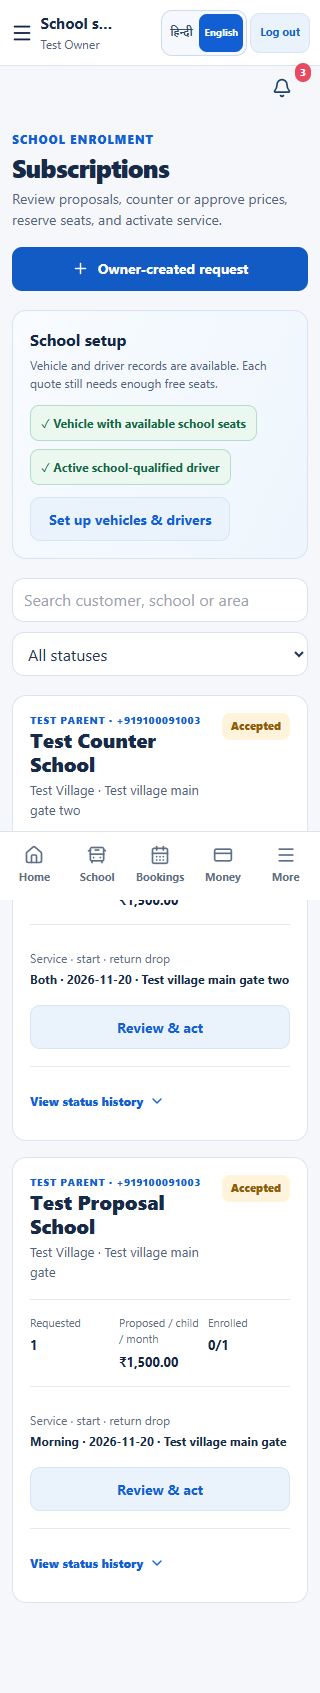 School s...
Test Owner
हिन्दी
English
Log out
3
SCHOOL ENROLMENT
Subscriptions
Review proposals, counter or approve prices,
reserve seats, and activate service.
+ Owner-created request
School setup
Vehicle and driver records are available. Each
quote still needs enough free seats.
✓ Vehicle with available school seats
✓ Active school-qualified driver
Set up vehicles & drivers
Search customer, school or area
All statuses
TEST PARENT • +919100091003
Accepted
Test Counter
School
Test Village · Test village main
gate two
Home
School
Bookings
Money
More
₹1,500.00
Service · start · return drop
Both · 2026-11-20 · Test village main gate two
Review & act
View status history
TEST PARENT • +919100091003
Accepted
Test Proposal
School
Test Village · Test village main
gate
Requested
1
Proposed / child
/ month
₹1,500.00
Enrolled
0/1
Service · start · return drop
Morning · 2026-11-20 · Test village main gate
Review & act
View status history